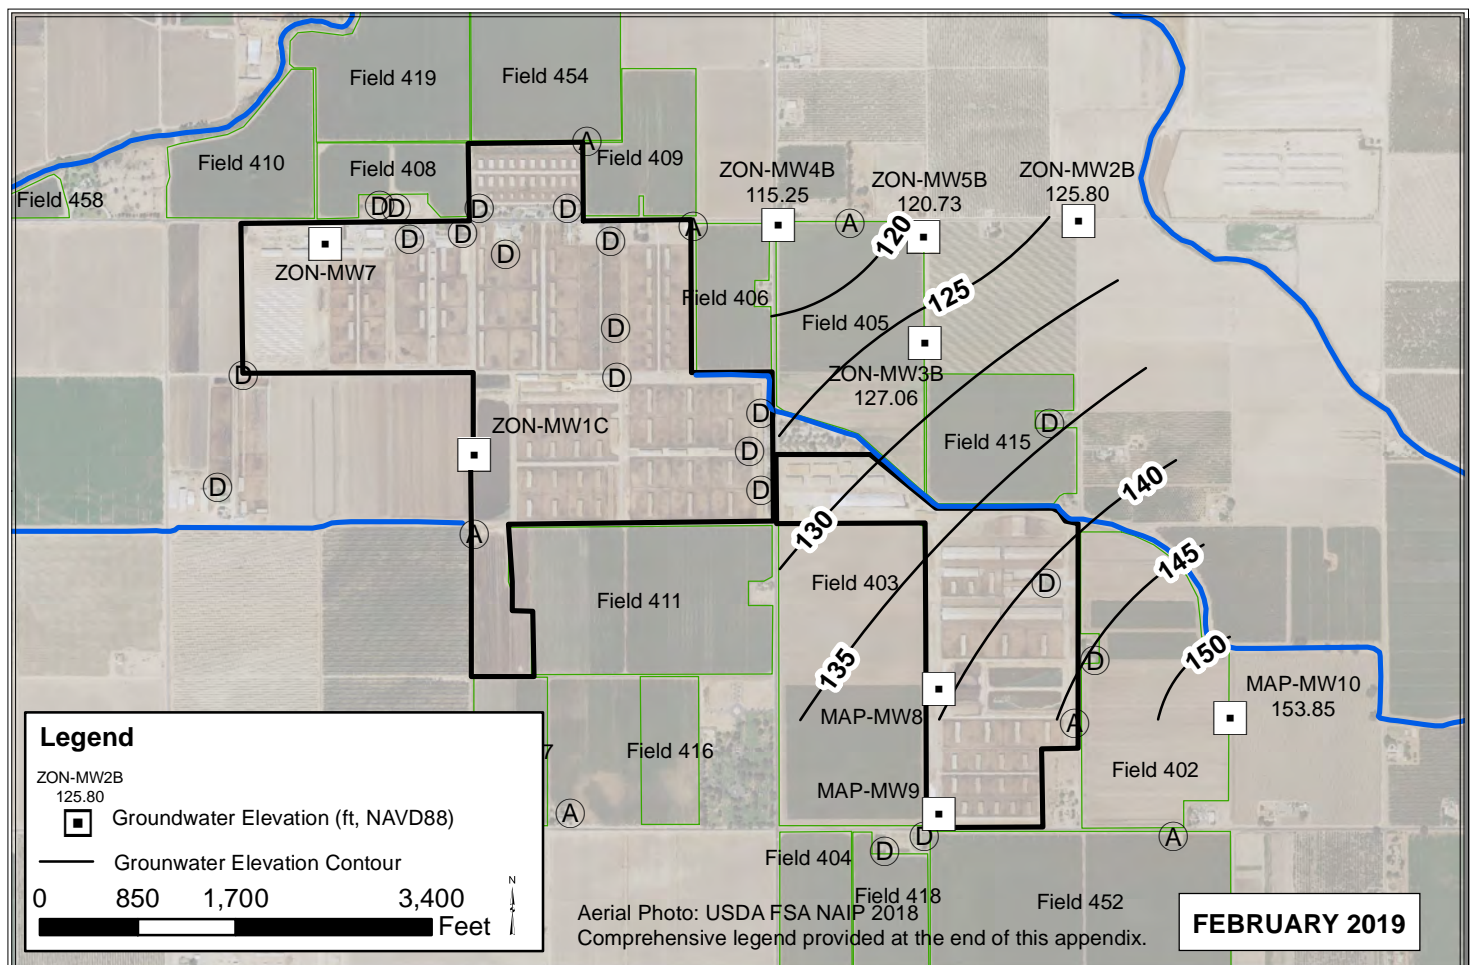 Field 419
Field 454
A
Field 410
Field 408
Field 409
ZON-MW4B
115.25
ZON-MW5B
120.73
ZON-MW2B
125.80
Field 458
D
D
D
D
A
A
D
D
D
D
120
ZON-MW7
Field 406
125
Field 405
D
D
D
ZON-MW3B
127.06
D
ZON-MW1C
D
Field 415
D
D
D
140
A
130
145
Field 403
D
Field 411
150
135
D
MAP-MW10
153.85
MAP-MW8
A
7
Field 416
Field 402
MAP-MW9
A
D
A
Field 404
D
Field 418
Field 452
Legend
ZON-MW2B
125.80
Groundwater Elevation (ft, NAVD88)
Grounwater Elevation Contour
0 850 1,700 3,400
Feet
N
Aerial Photo: USDA FSA NAIP 2018
Comprehensive legend provided at the end of this appendix.
FEBRUARY 2019